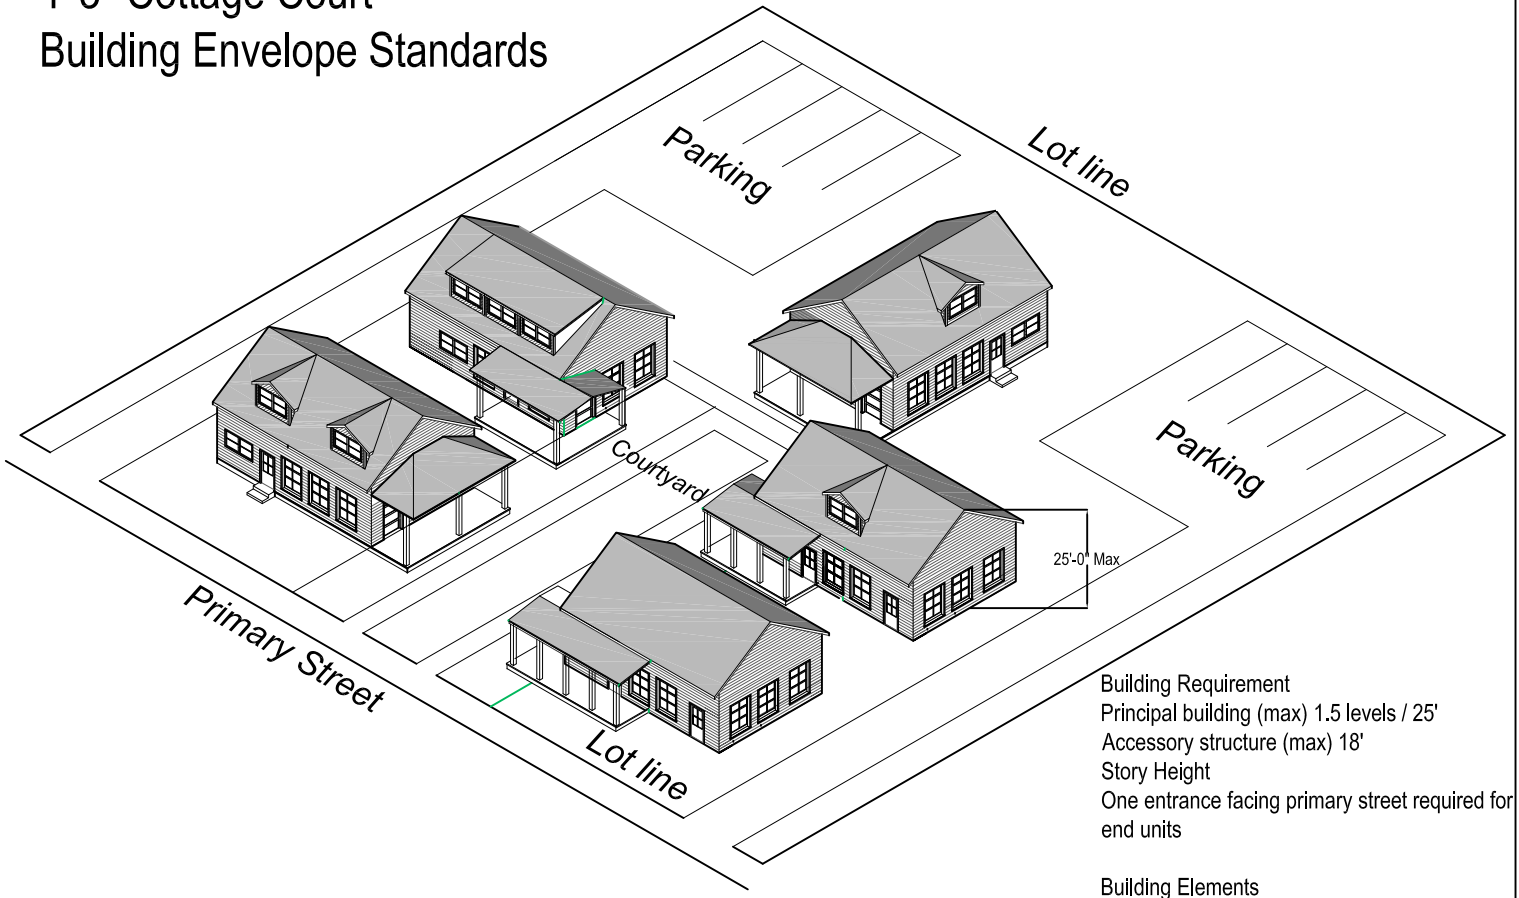 Cottage Court
Building Envelope Standards
Parking
Lot line
Parking
Courtyard
25'-0" Max
Primary Street
Lot line
Building Requirement
Principal building (max) 1.5 levels / 25'
Accessory structure (max) 18'
Story Height
One entrance facing primary street required for
end units
Building Elements